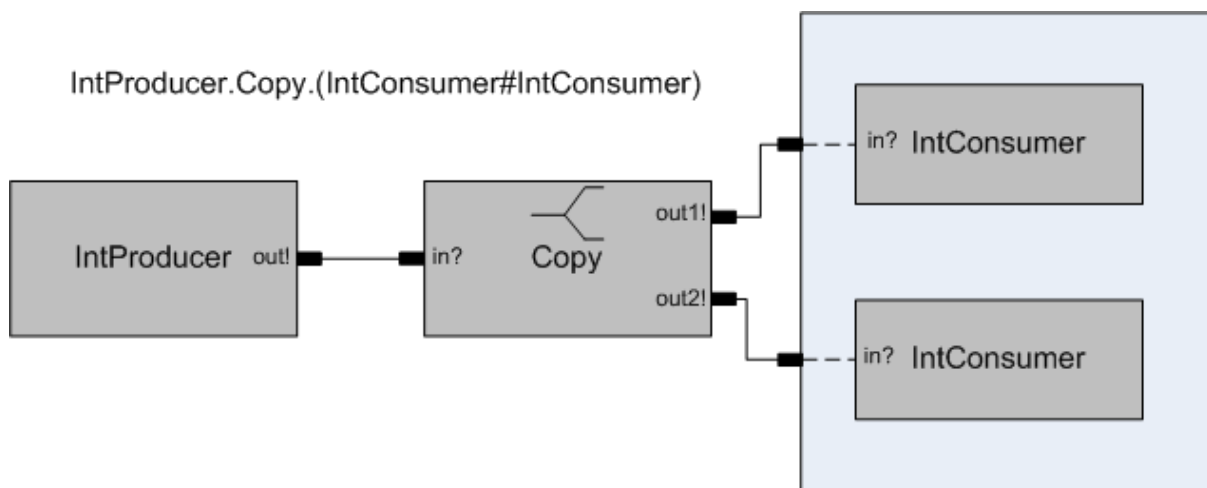 IntProducer.Copy.(IntConsumer#IntConsumer)
IntProducer out!
in? Copy out1!
out2!
in? IntConsumer
in? IntConsumer